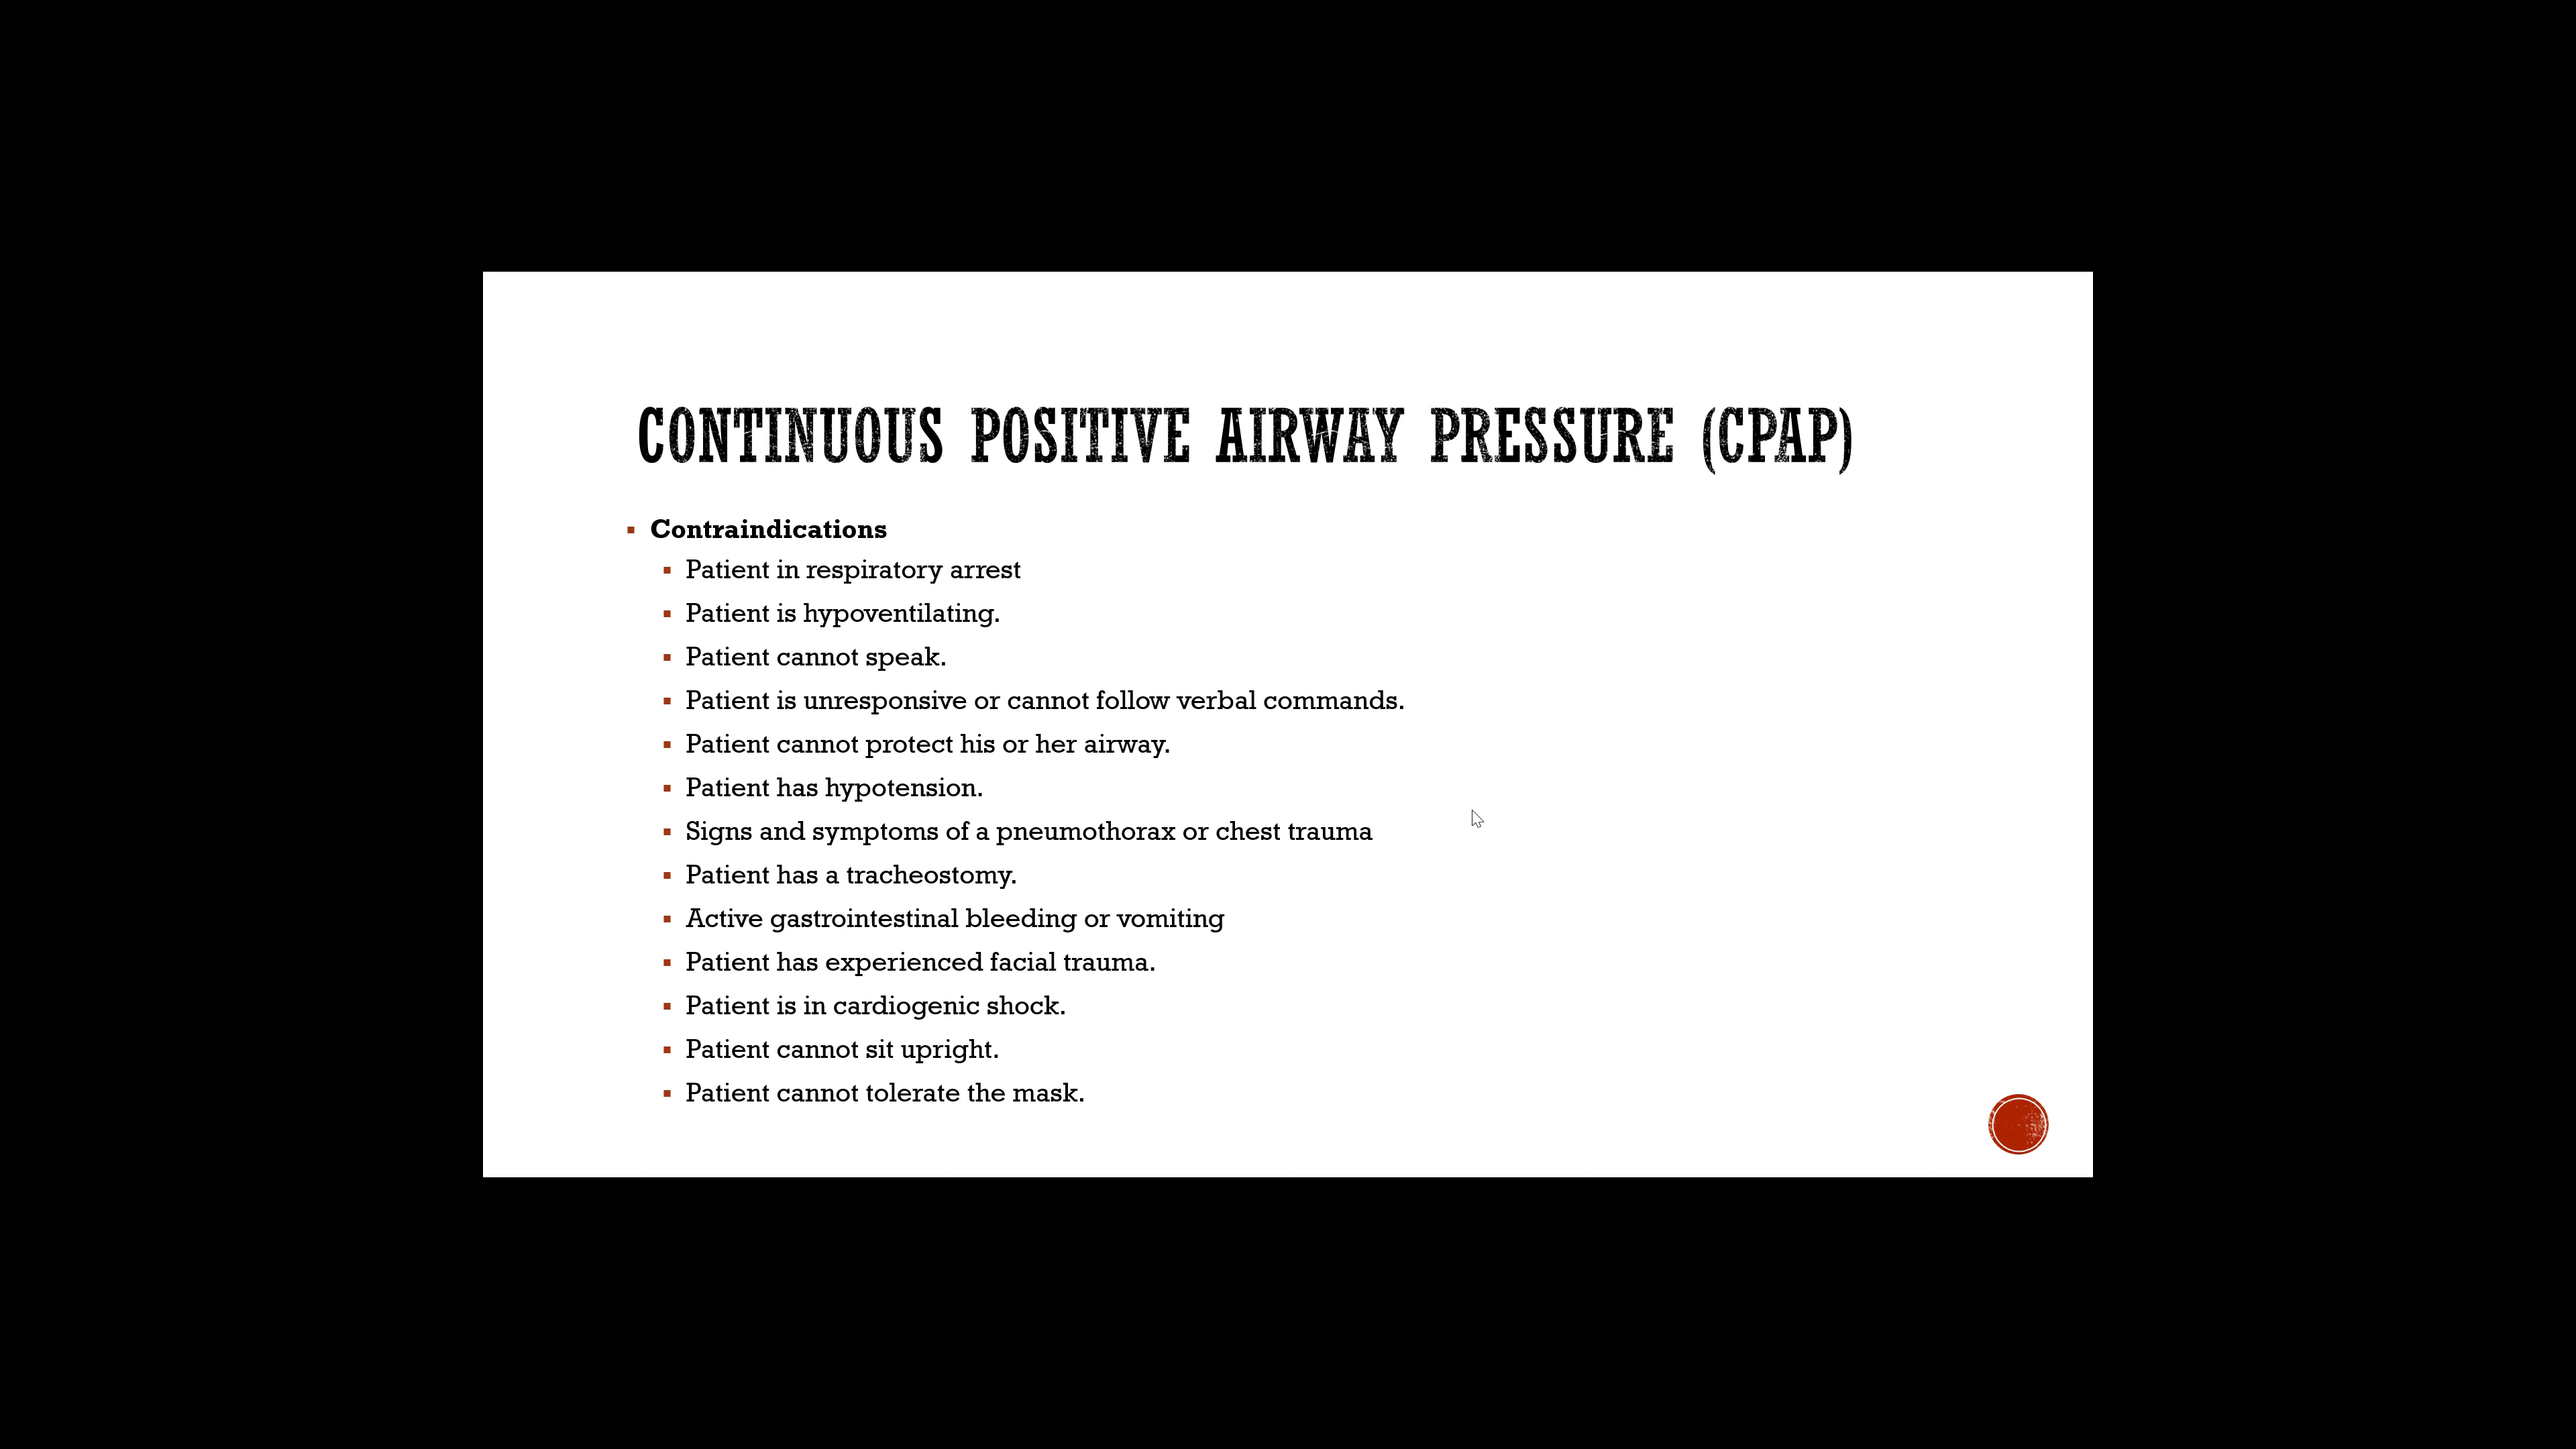 CONTINUOUS POSITIVE AIRWAY PRESSURE (CPAP)
Contraindications
Patient in respiratory arrest
Patient is hypoventilating.
Patient cannot speak.
Patient is unresponsive or cannot follow verbal commands.
Patient cannot protect his or her airway.
Patient has hypotension.
Signs and symptoms of a pneumothorax or chest trauma
Patient has a tracheostomy.
Active gastrointestinal bleeding or vomiting
Patient has experienced facial trauma.
Patient is in cardiogenic shock.
Patient cannot sit upright.
Patient cannot tolerate the mask.